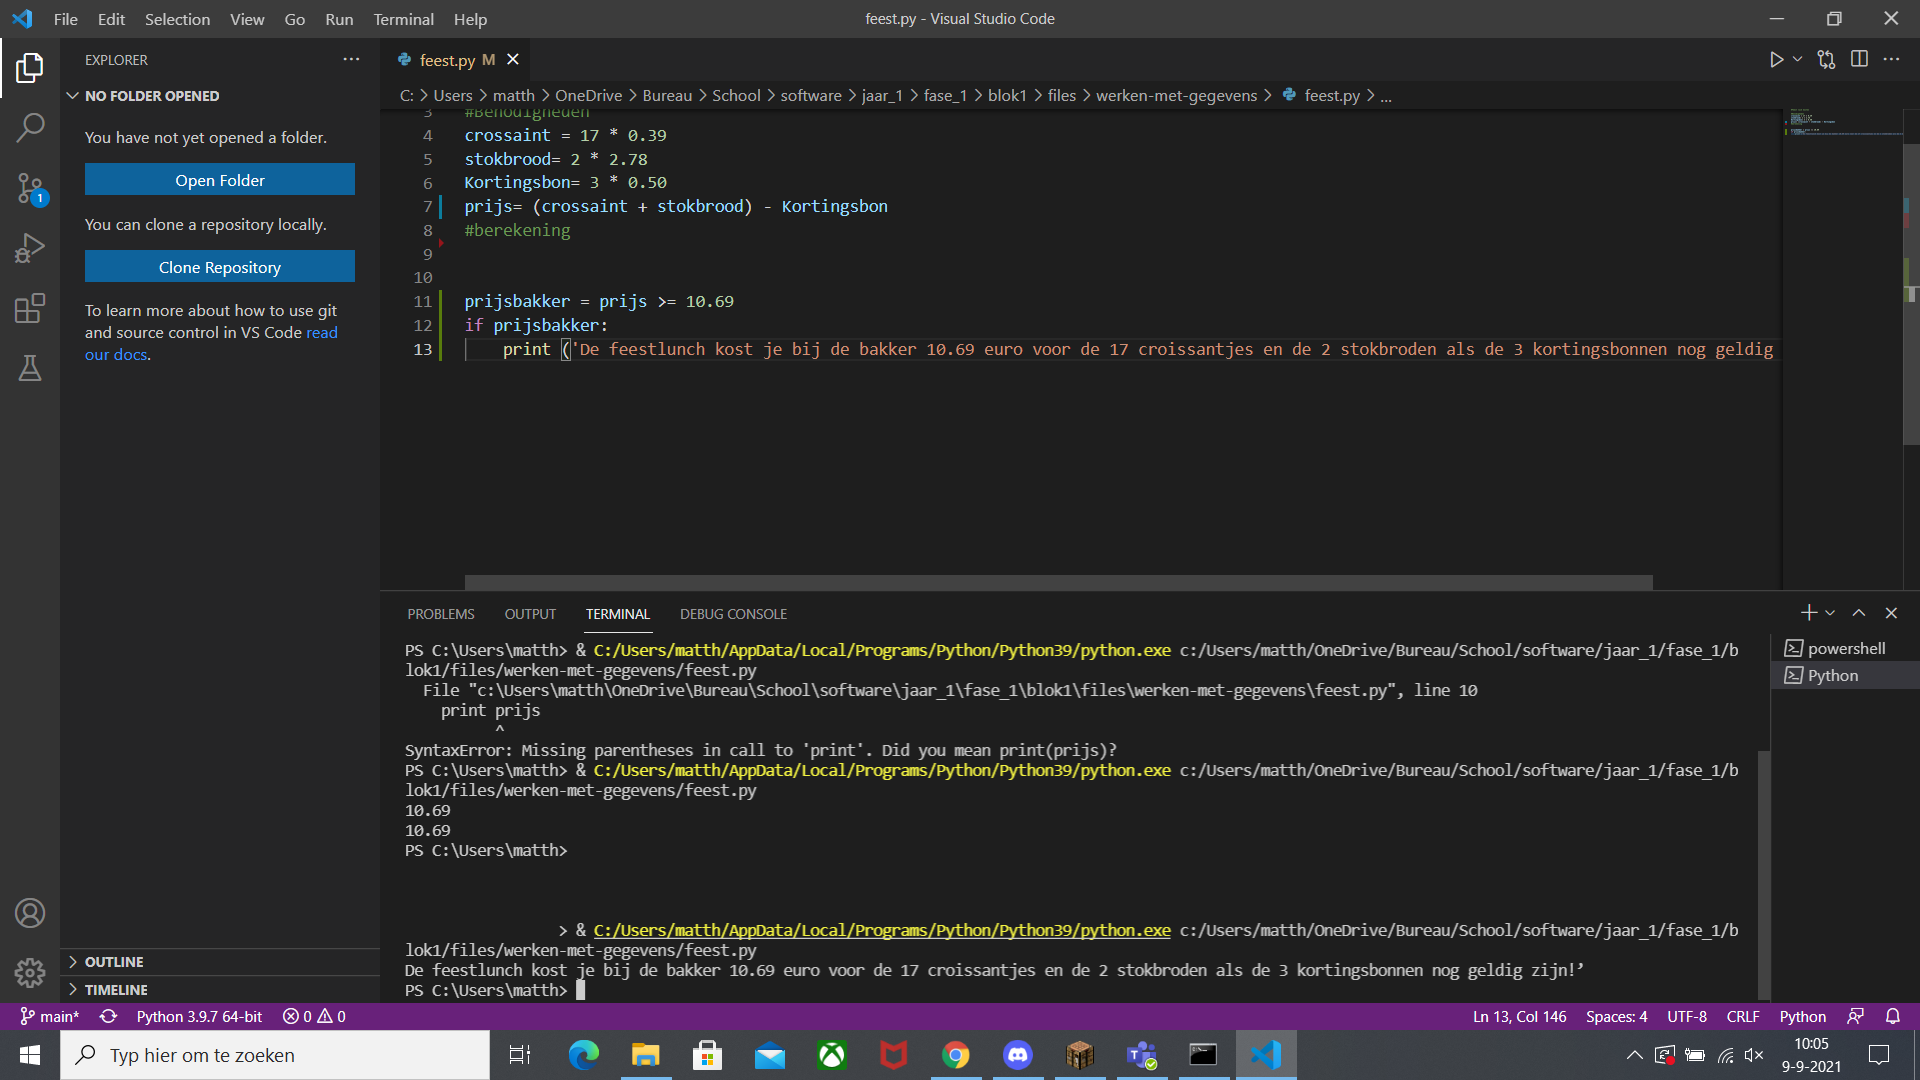 File Edit Selection View Go Run Terminal Help
feest.py - Visual Studio Code
EXPLORER
NO FOLDER OPENED
You have not yet opened a folder.
Open Folder
You can clone a repository locally.
Clone Repository
To learn more about how to use git
and source control in VS Code read
our docs.
OUTLINE
TIMELINE
feest.py M
C: > Users > matth > OneDrive > Bureau > School > software > jaar_1 > fase_1 > blok1 > files > werken-met-gegevens > feest.py > ...
3 #Benodigheden
4 crossaint = 17 * 0.39
5 stokbrood= 2 * 2.78
6 Kortingsbon= 3 * 0.50
7 prijs= (crossaint + stokbrood) - Kortingsbon
8 #berekening
9
10
11 prijsbakker = prijs >= 10.69
12 if prijsbakker:
13 print ('De feestlunch kost je bij de bakker 10.69 euro voor de 17 croissantjes en de 2 stokbroden als de 3 kortingsbonnen nog geldig
PROBLEMS OUTPUT TERMINAL DEBUG CONSOLE
powershell
Python
PS C:\Users\matth> & C:/Users/matth/AppData/Local/Programs/Python/Python39/python.exe c:/Users/matth/OneDrive/Bureau/School/software/jaar_1/fase_1/b
lok1/files/werken-met-gegevens/feest.py
File "c:\Users\matth\OneDrive\Bureau\School\software\jaar_1\fase_1\blok1\files\werken-met-gegevens\feest.py", line 10
print prijs
^
SyntaxError: Missing parentheses in call to 'print'. Did you mean print(prijs)?
PS C:\Users\matth> & C:/Users/matth/AppData/Local/Programs/Python/Python39/python.exe c:/Users/matth/OneDrive/Bureau/School/software/jaar_1/fase_1/b
lok1/files/werken-met-gegevens/feest.py
10.69
10.69
PS C:\Users\matth>
> & C:/Users/matth/AppData/Local/Programs/Python/Python39/python.exe c:/Users/matth/OneDrive/Bureau/School/software/jaar_1/fase_1/b
lok1/files/werken-met-gegevens/feest.py
De feestlunch kost je bij de bakker 10.69 euro voor de 17 croissantjes en de 2 stokbroden als de 3 kortingsbonnen nog geldig zijn!’
PS C:\Users\matth>
main* Python 3.9.7 64-bit 0 0 Ln 13, Col 146 Spaces: 4 UTF-8 CRLF Python
Typ hier om te zoeken
10:05
9-9-2021